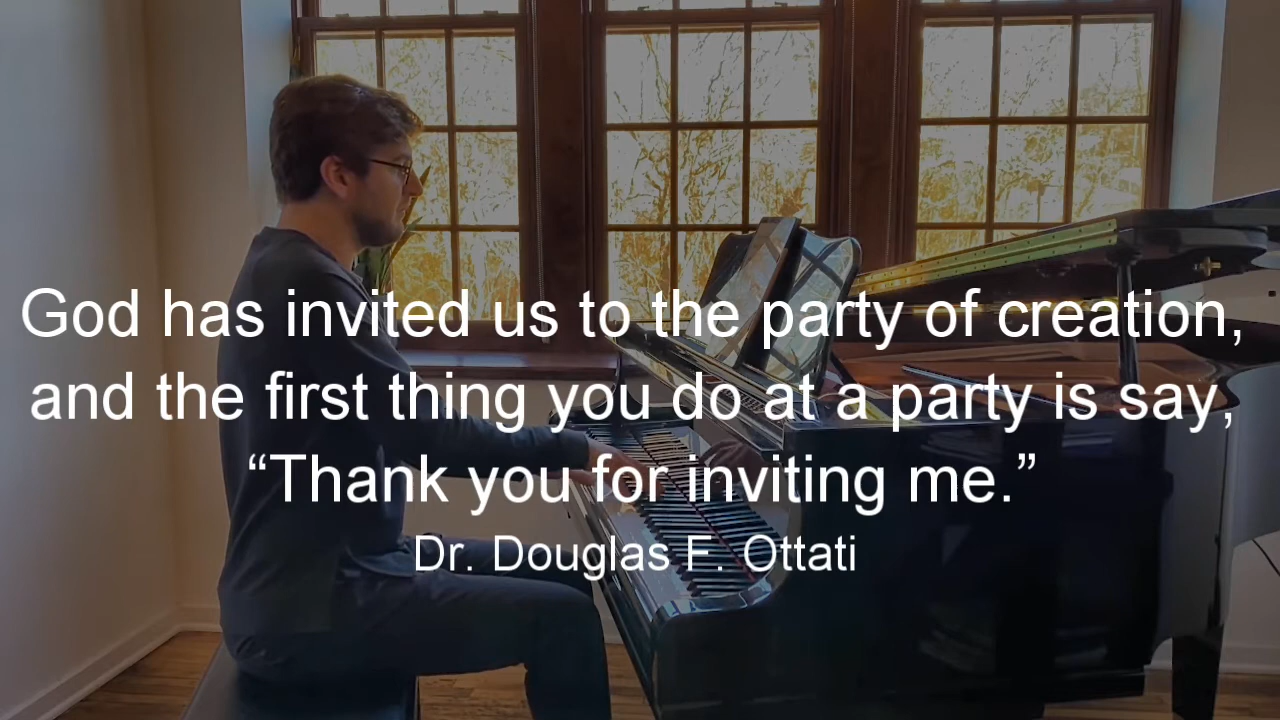 God has invited us to the party of creation,
and the first thing you do at a party is say,
“Thank you for inviting me.”
Dr. Douglas F. Ottati